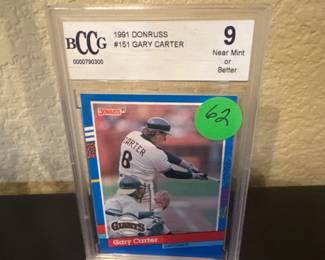 BCCG
0000790300
1991 DONRUSS
#151 GARY CARTER
9
Near Mint
or
Better
62
DONRUSS
CARTER
8
GIANTS
Gary Carter